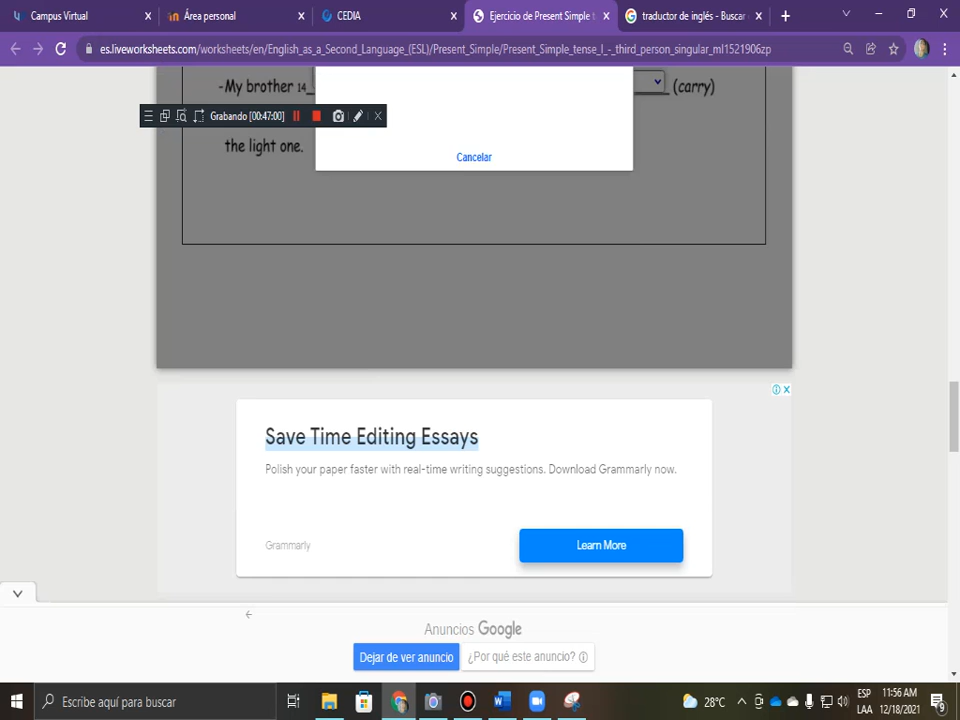 Campus Virtual
Área personal
CEDIA
Ejercicio de Present Simple t
traductor de inglés - Buscar
es.liveworksheets.com/worksheets/en/English_as_a_Second_Language_(ESL)/Present_Simple/Present_Simple_tense_l_-_third_person_singular_ml1521906zp
-My brother 14_
(carry)
Grabando [00:47:00]
the light one.
Cancelar
Save Time Editing Essays
Polish your paper faster with real-time writing suggestions. Download Grammarly now.
Grammarly
Learn More
Anuncios Google
Dejar de ver anuncio
¿Por qué este anuncio?
Escribe aquí para buscar
28°C
ESP
LAA
11:56 AM
12/18/2021
9